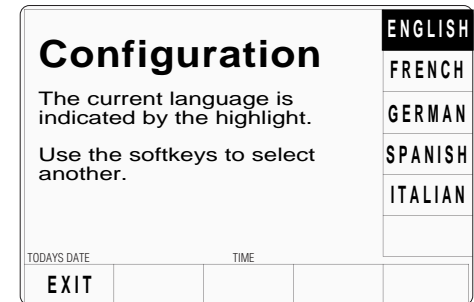 Configuration
The current language is
indicated by the highlight.
Use the softkeys to select
another.
ENGLISH
FRENCH
GERMAN
SPANISH
ITALIAN
TODAYS DATE
TIME
EXIT